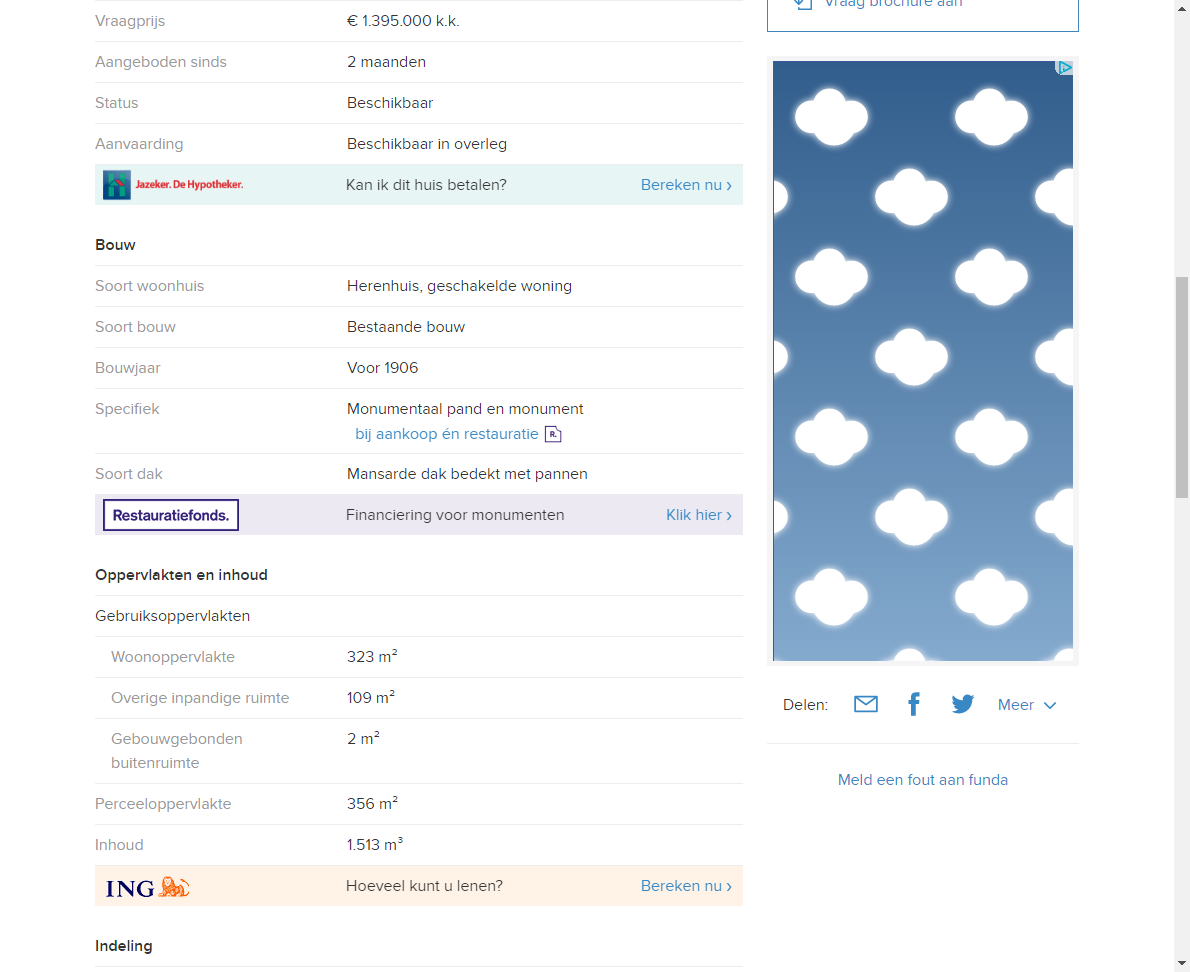 Vraagprijs € 1.395.000 k.k.
Aangeboden sinds 2 maanden
Status Beschikbaar
Aanvaarding Beschikbaar in overleg
Jazeker. De Hypotheker. Kan ik dit huis betalen? Bereken nu ›
Bouw
Soort woonhuis Herenhuis, geschakelde woning
Soort bouw Bestaande bouw
Bouwjaar Voor 1906
Specifiek Monumentaal pand en monument
bij aankoop én restauratie R.
Soort dak Mansarde dak bedekt met pannen
Restauratiefonds. Financiering voor monumenten Klik hier ›
Oppervlakten en inhoud
Gebruiksoppervlakten
Woonoppervlakte 323 m²
Overige inpandige ruimte 109 m²
Gebouwgebonden 2 m²
buitenruimte
Perceeloppervlakte 356 m²
Inhoud 1.513 m³
ING Hoeveel kunt u lenen? Bereken nu ›
Indeling
Vraag brochure aan
Delen: Meer
Meld een fout aan funda